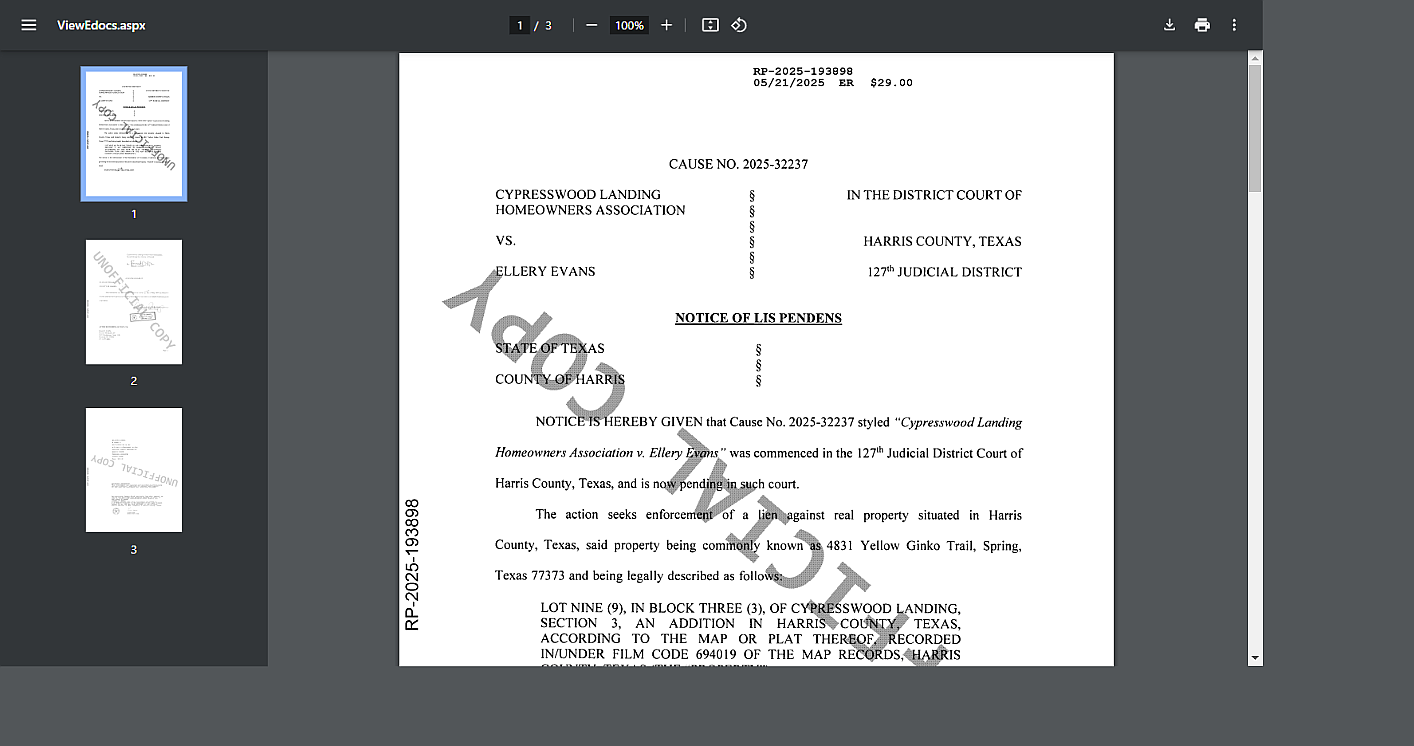 ViewEdocs.aspx
1 / 3
100%
1
2
3
RP-2025-193898
05/21/2025 ER $29.00
CAUSE NO. 2025-32237
CYPRESSWOOD LANDING § IN THE DISTRICT COURT OF
HOMEOWNERS ASSOCIATION §
§
VS. § HARRIS COUNTY, TEXAS
§
ELLERY EVANS § 127th JUDICIAL DISTRICT
NOTICE OF LIS PENDENS
STATE OF TEXAS §
§
COUNTY OF HARRIS §
NOTICE IS HEREBY GIVEN that Cause No. 2025-32237 styled “Cypresswood Landing
Homeowners Association v. Ellery Evans” was commenced in the 127th Judicial District Court of
Harris County, Texas, and is now pending in such court.
The action seeks enforcement of a lien against real property situated in Harris
County, Texas, said property being commonly known as 4831 Yellow Ginko Trail, Spring,
Texas 77373 and being legally described as follows:
LOT NINE (9), IN BLOCK THREE (3), OF CYPRESSWOOD LANDING,
SECTION 3, AN ADDITION IN HARRIS COUNTY, TEXAS,
ACCORDING TO THE MAP OR PLAT THEREOF, RECORDED
IN/UNDER FILM CODE 694019 OF THE MAP RECORDS, HARRIS
RP-2025-193898
UNOFFICIAL COPY
UNOFFICIAL COPY
UNOFFICIAL COPY
FICIAL COPY